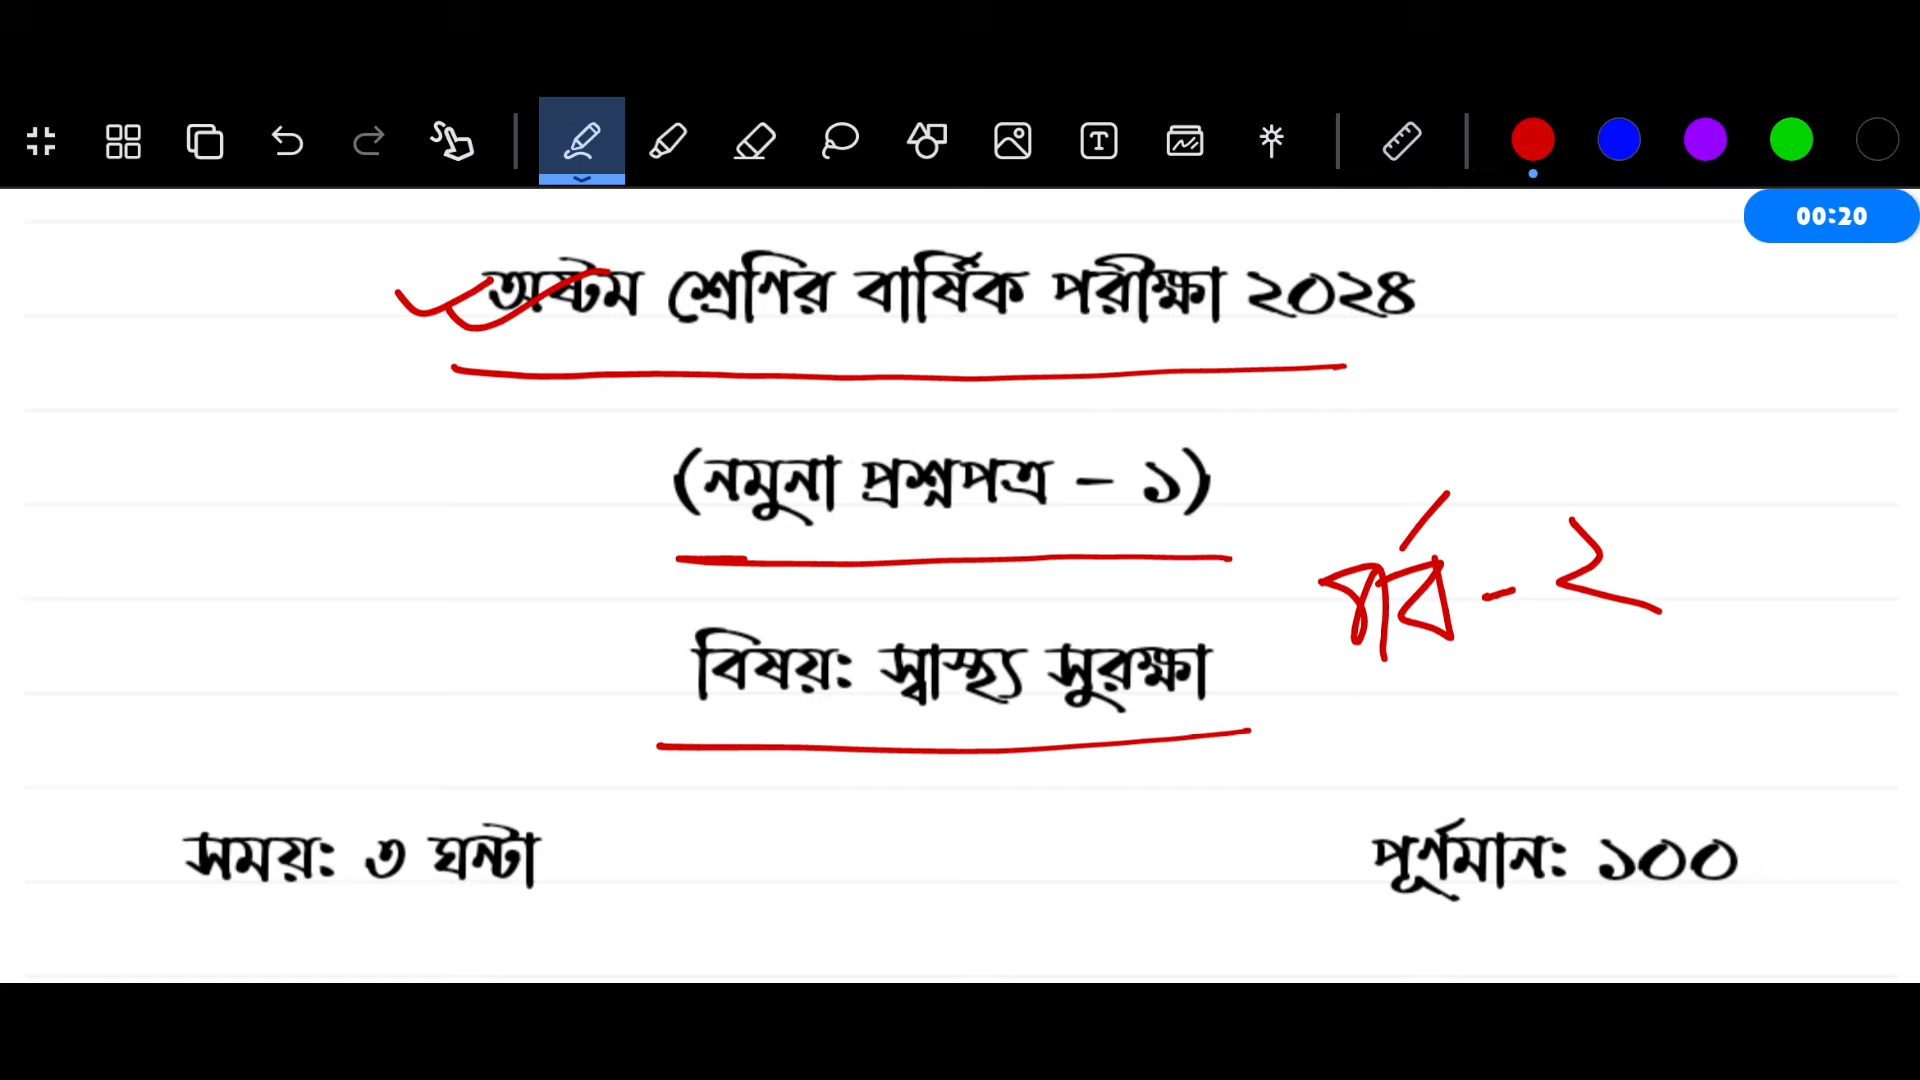 00:20
অষ্টম শ্রেণির বার্ষিক পরীক্ষা ২০২৪
(নমুনা প্রশ্নপত্র – ১)
পর্ব - ২
বিষয়: স্বাস্থ্য সুরক্ষা
সময়: ৩ ঘন্টা
পূর্ণমান: ১০০